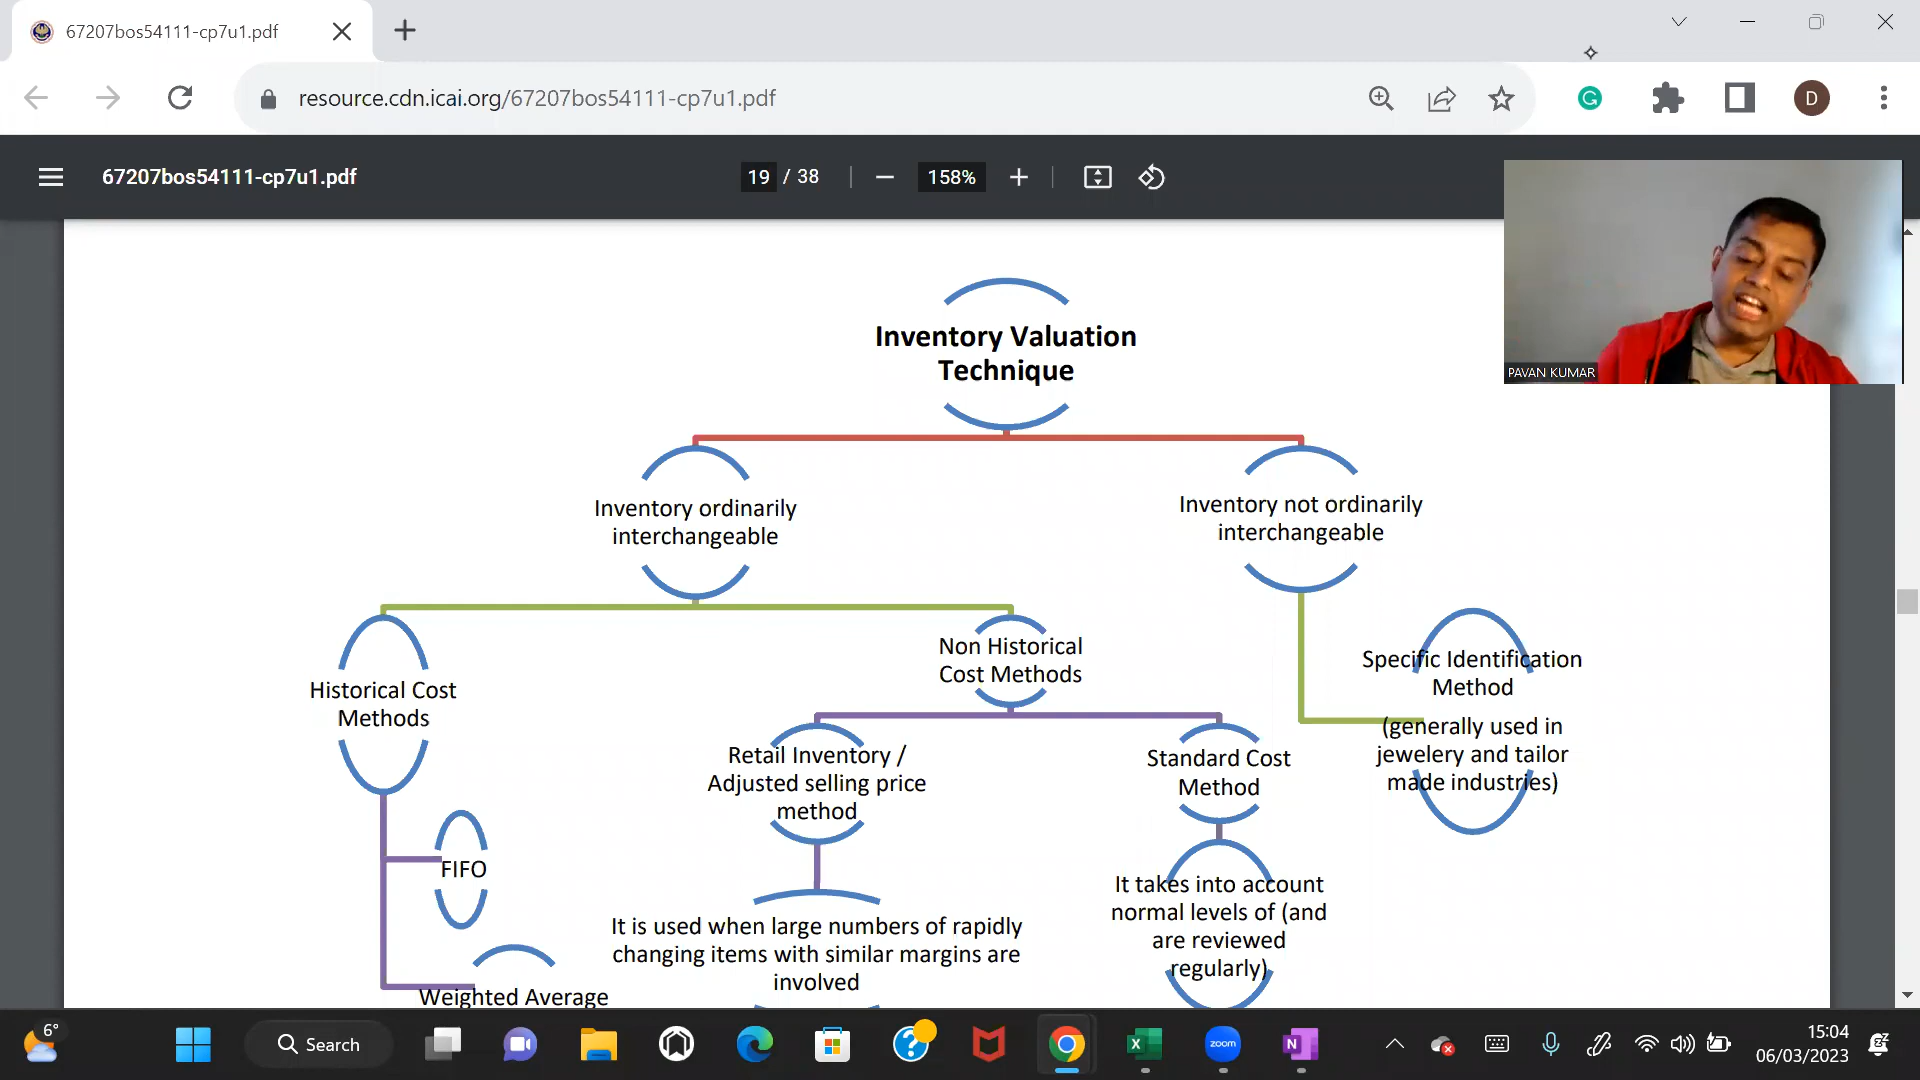 67207bos54111-cp7u1.pdf
resource.cdn.icai.org/67207bos54111-cp7u1.pdf
D
67207bos54111-cp7u1.pdf
19 / 38
158%
PAVAN KUMAR
Inventory Valuation
Technique
Inventory ordinarily
interchangeable
Inventory not ordinarily
interchangeable
Historical Cost
Methods
Non Historical
Cost Methods
Specific Identification
Method
(generally used in
jewelery and tailor
made industries)
Retail Inventory /
Adjusted selling price
method
Standard Cost
Method
FIFO
Weighted Average
It is used when large numbers of rapidly
changing items with similar margins are
involved
It takes into account
normal levels of (and
are reviewed
regularly)
6°
Search
zoom
15:04
06/03/2023